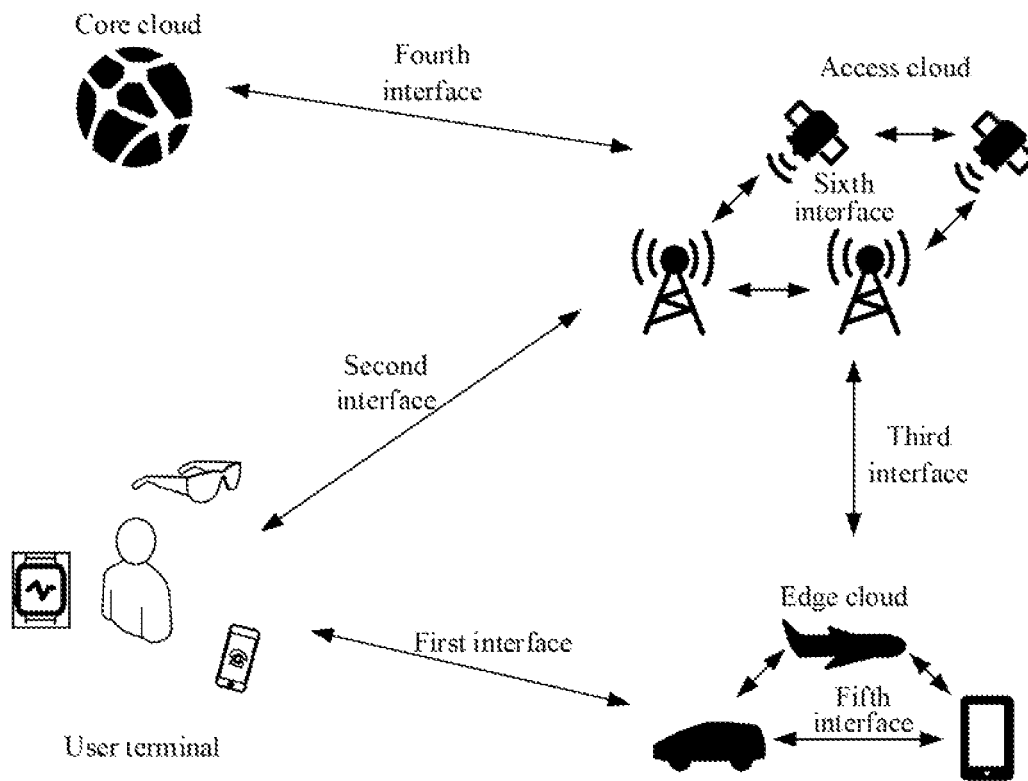 Core cloud
Fourth
interface
Access cloud
Sixth
interface
Second
interface
Third
interface
Edge cloud
First interface
Fifth
interface
User terminal